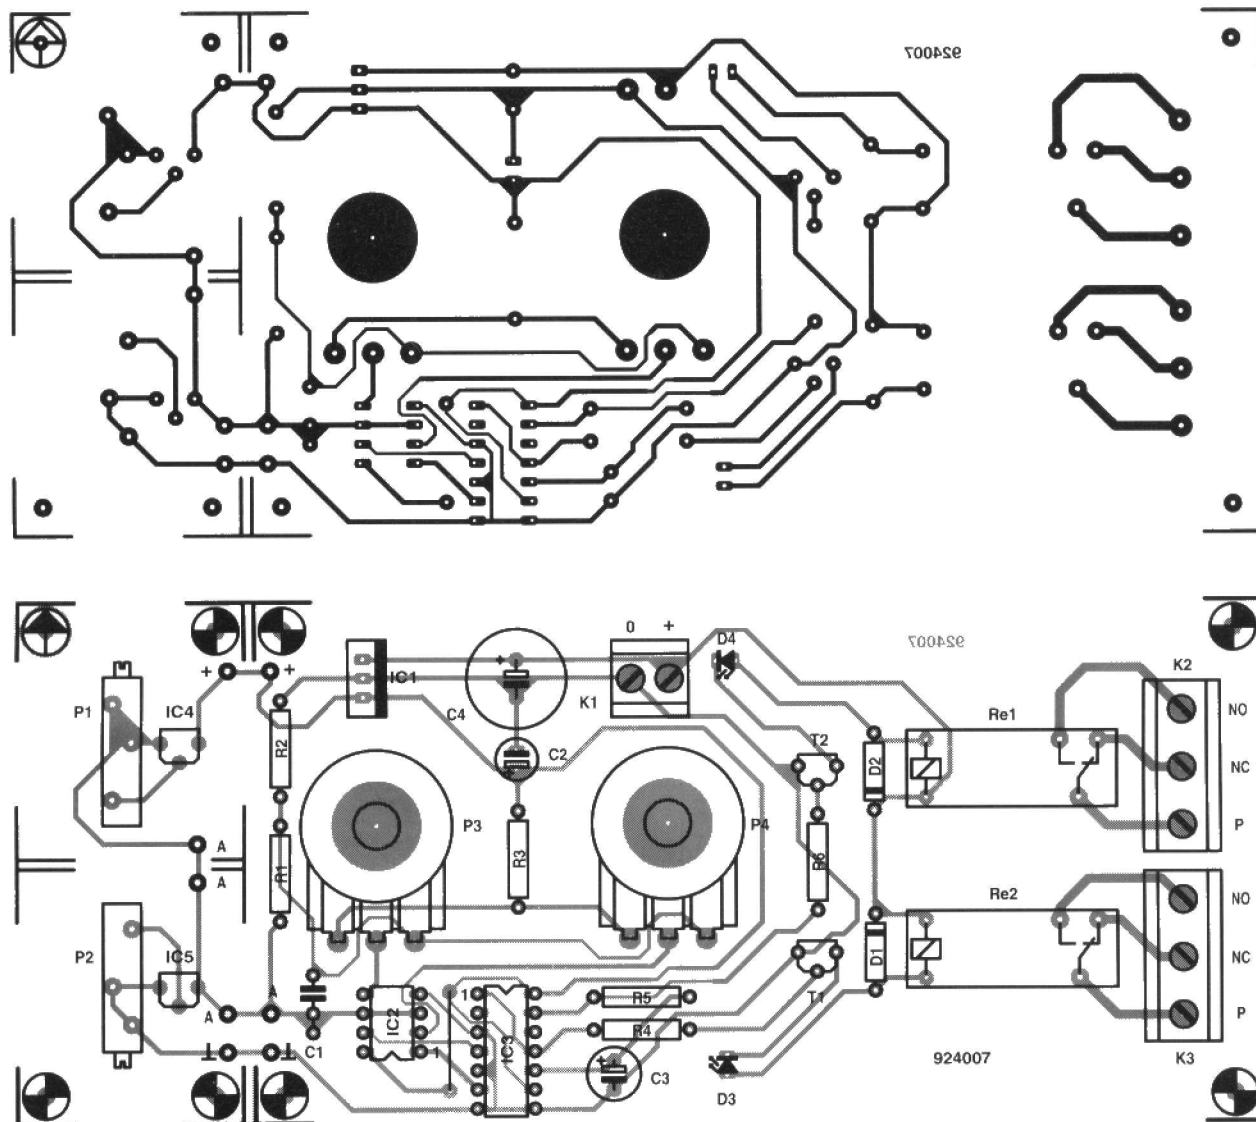 924007
0 +
D4
924007
K2
P1
IC4
+ +
IC1
K1
C4
Re1
NO
R2
T2
D2
C2
NC
P3
R3
P4
P
A
A
R1
R6
Re2
NO
P2
IC5
D1
NC
A
A
1
R5
T1
IC2
R4
P
⊥ ⊥
C1
1
IC3
+
C3
924007
K3
D3